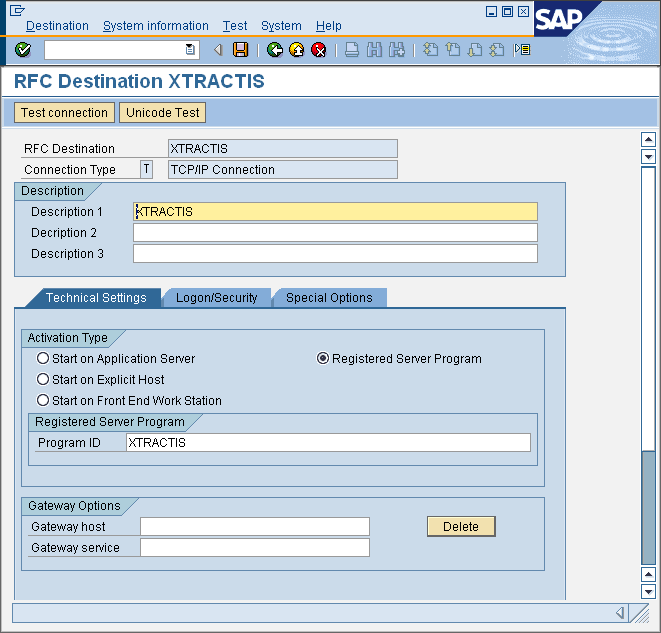 Destination System information Test System Help
SAP
RFC Destination XTRACTIS
Test connection Unicode Test
RFC Destination XTRACTIS
Connection Type T TCP/IP Connection
Description
Description 1 XTRACTIS
Decription 2
Description 3
Technical Settings Logon/Security Special Options
Activation Type
Start on Application Server Registered Server Program
Start on Explicit Host
Start on Front End Work Station
Registered Server Program
Program ID XTRACTIS
Gateway Options
Gateway host Delete
Gateway service